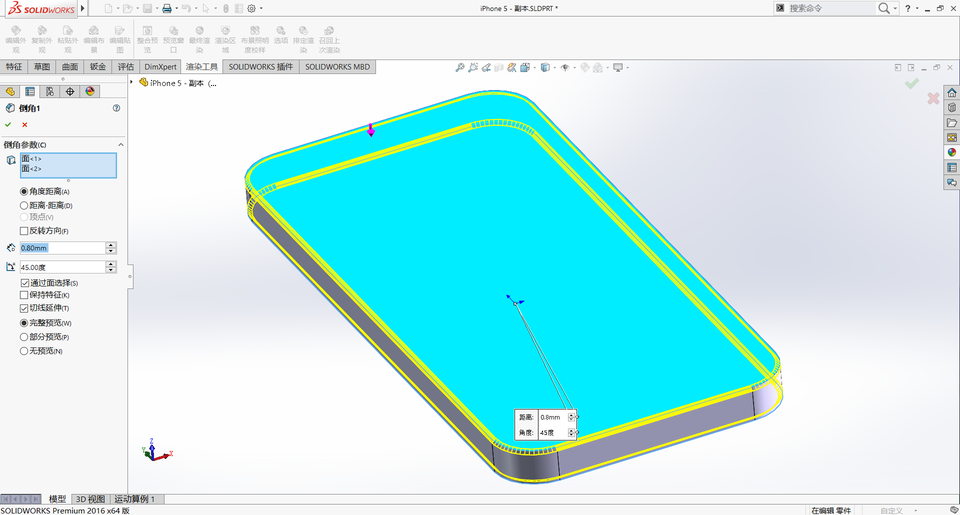 SOLIDWORKS
iPhone 5 - 副本.SLDPRT *
搜索命令
编辑外观
复制外观
粘贴外观
编辑布景
编辑贴图
整合预览
预览窗口
最终渲染
渲染区域
布景照明度校样
选项
排定渲染
召回上次渲染
特征 草图 曲面 钣金 评估 DimXpert 渲染工具 SOLIDWORKS 插件 SOLIDWORKS MBD
iPhone 5 - 副本 (...
倒角1
倒角参数(C)
面<1>
面<2>
角度距离(A)
距离-距离(D)
顶点(V)
反转方向(F)
0.80mm
45.00度
通过面选择(S)
保持特征(K)
切线延伸(T)
完整预览(W)
部分预览(P)
无预览(N)
距离: 0.8mm
角度: 45度
Z
Y
X
模型 3D 视图 运动算例 1
SOLIDWORKS Premium 2016 x64 版
在编辑 零件
自定义